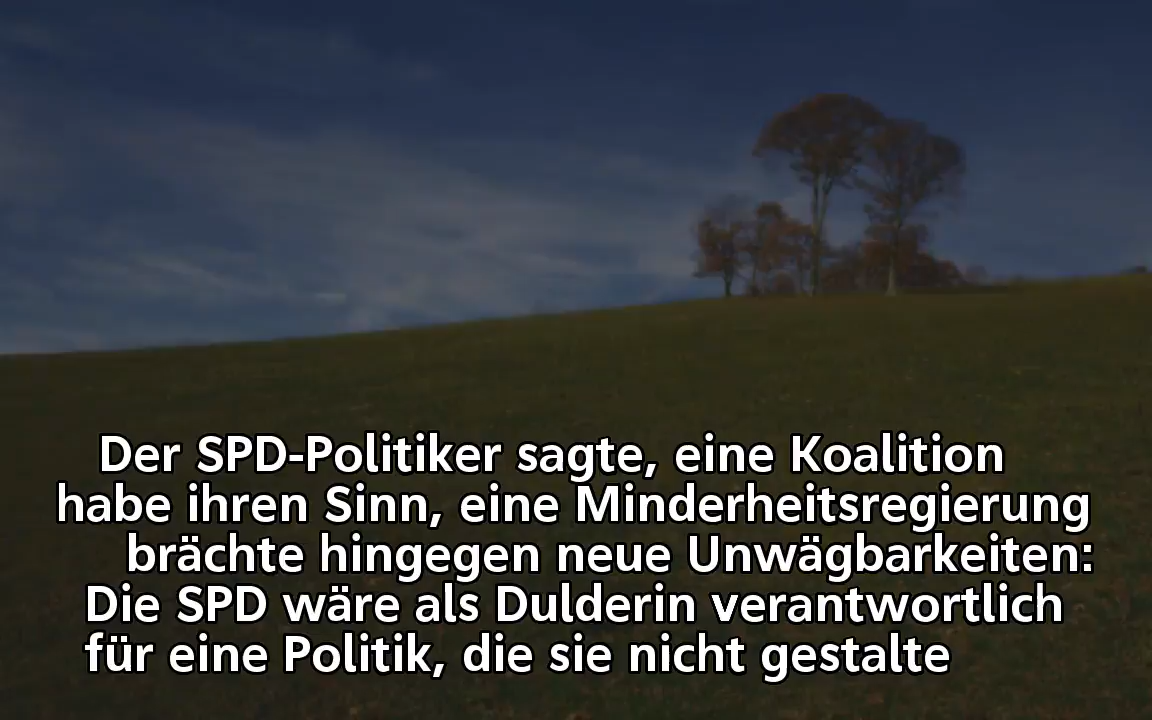 Der SPD-Politiker sagte, eine Koalition
habe ihren Sinn, eine Minderheitsregierung
brächte hingegen neue Unwägbarkeiten:
Die SPD wäre als Dulderin verantwortlich
für eine Politik, die sie nicht gestalte